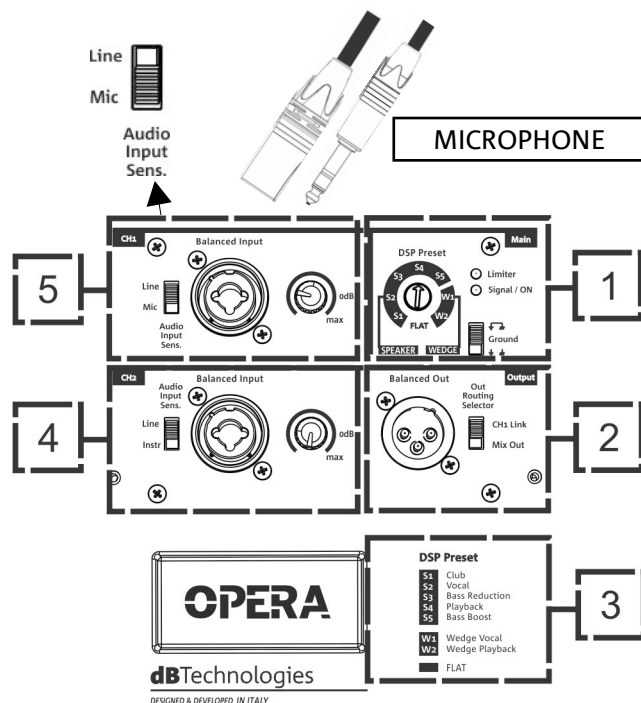 Line
Mic
Audio
Input
Sens.
MICROPHONE
5
CH1
Balanced Input
Line
Mic
Audio
Input
Sens.
0dB
max
DSP Preset
Main
S1
S2
S3
S4
S5
W1
W2
FLAT
SPEAKER
WEDGE
Limiter
Signal / ON
Ground
1
4
CH2
Audio
Input
Sens.
Balanced Input
Line
Instr
0dB
max
Balanced Out
Out
Routing
Selector
Output
CH1 Link
Mix Out
2
OPERA
dBTechnologies
DESIGNED & DEVELOPED IN ITALY
DSP Preset
S1 Club
S2 Vocal
S3 Bass Reduction
S4 Playback
S5 Bass Boost
W1 Wedge Vocal
W2 Wedge Playback
FLAT
3